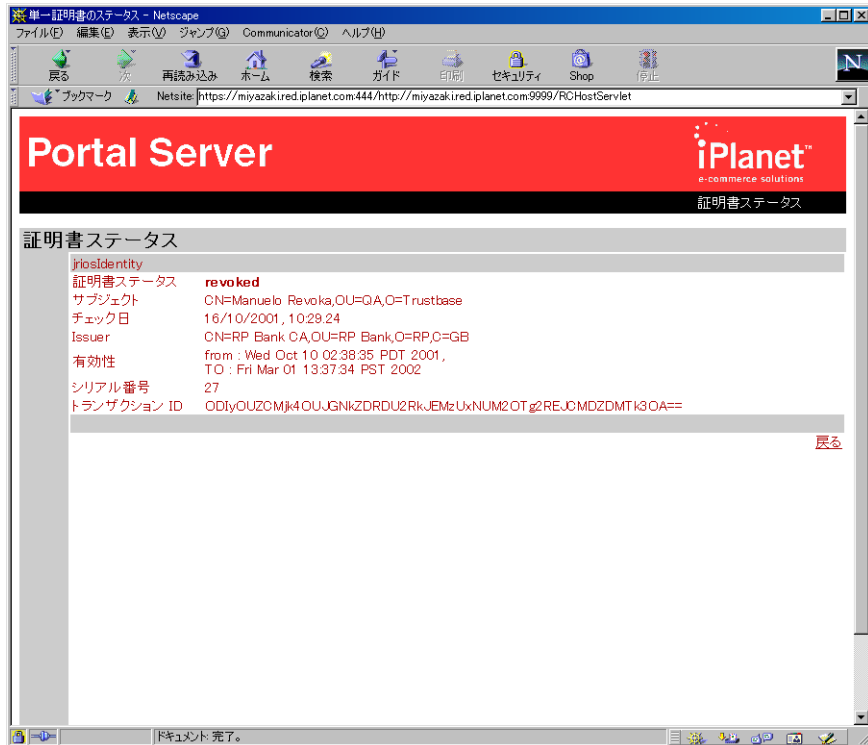 単一証明書のステータス - Netscape
ファイル(F) 編集(E) 表示(V) ジャンプ(G) Communicator(C) ヘルプ(H)
戻る 次 再読み込み ホーム 検索 ガイド 印刷 セキュリティ Shop 停止
N
ブックマーク Netsite: https://miyazaki.red.iplanet.com:444/http://miyazaki.red.iplanet.com:9999/RCHostServlet
Portal Server
iPlanet™
e-commerce solutions
証明書ステータス
証明書ステータス
jriosIdentity
証明書ステータス revoked
サブジェクト CN=Manuelo Revoka,OU=QA,O=Trustbase
チェック日 16/10/2001, 10:29.24
Issuer CN=RP Bank CA,OU=RP Bank,O=RP,C=GB
有効性 from : Wed Oct 10 02:38:35 PDT 2001,
TO : Fri Mar 01 13:37:34 PST 2002
シリアル番号 27
トランザクション ID ODIyOUZCMjk4OUJGNkZDRDU2RkJEMzUxNUM2OTg2REJCMDZDMTk3OA==
戻る
ドキュメント: 完了。